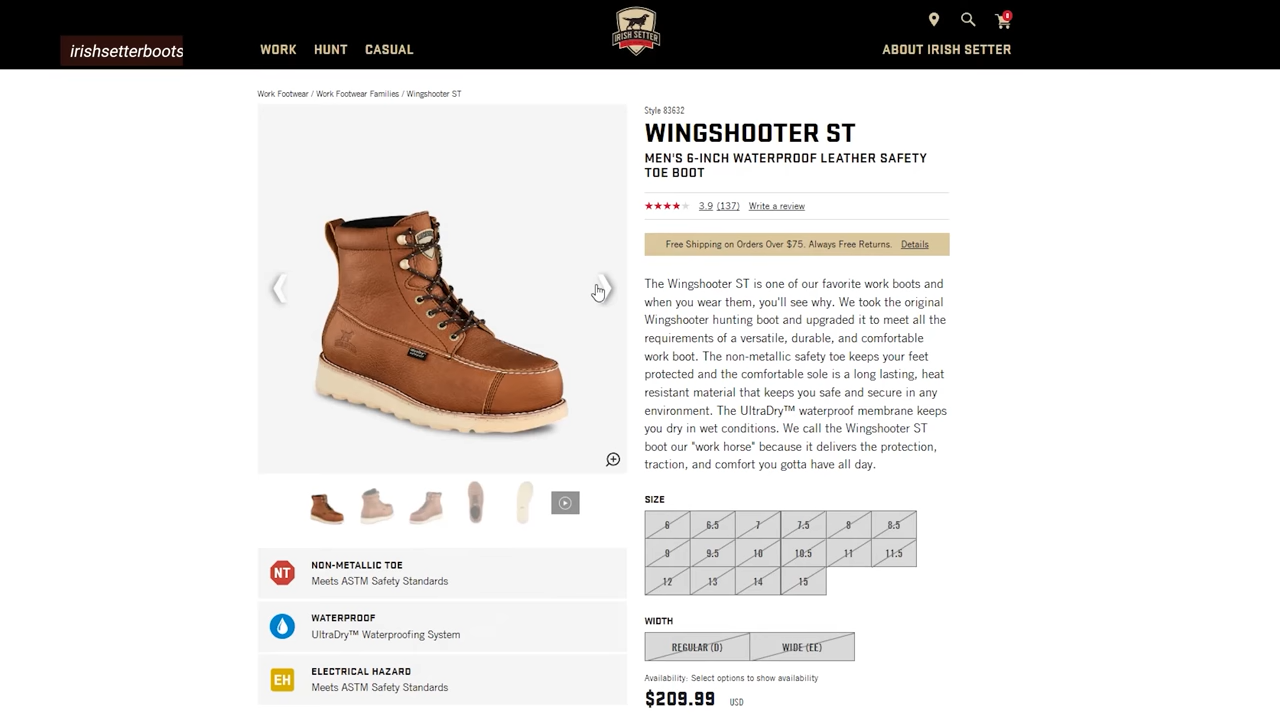 irishsetterboots
WORK HUNT CASUAL
IRISH SETTER
8
ABOUT IRISH SETTER
Work Footwear / Work Footwear Families / Wingshooter ST
Style 83632
WINGSHOOTER ST
MEN'S 6-INCH WATERPROOF LEATHER SAFETY
TOE BOOT
3.9 (137) Write a review
Free Shipping on Orders Over $75. Always Free Returns. Details
The Wingshooter ST is one of our favorite work boots and
when you wear them, you'll see why. We took the original
Wingshooter hunting boot and upgraded it to meet all the
requirements of a versatile, durable, and comfortable
work boot. The non-metallic safety toe keeps your feet
protected and the comfortable sole is a long lasting, heat
resistant material that keeps you safe and secure in any
environment. The UltraDry™ waterproof membrane keeps
you dry in wet conditions. We call the Wingshooter ST
boot our "work horse" because it delivers the protection,
traction, and comfort you gotta have all day.
SIZE
6 6.5 7 7.5 8 8.5
9 9.5 10 10.5 11 11.5
12 13 14 15
WIDTH
REGULAR (D) WIDE (EE)
Availability: Select options to show availability
$209.99 USD
NT
NON-METALLIC TOE
Meets ASTM Safety Standards
WATERPROOF
UltraDry™ Waterproofing System
EH
ELECTRICAL HAZARD
Meets ASTM Safety Standards